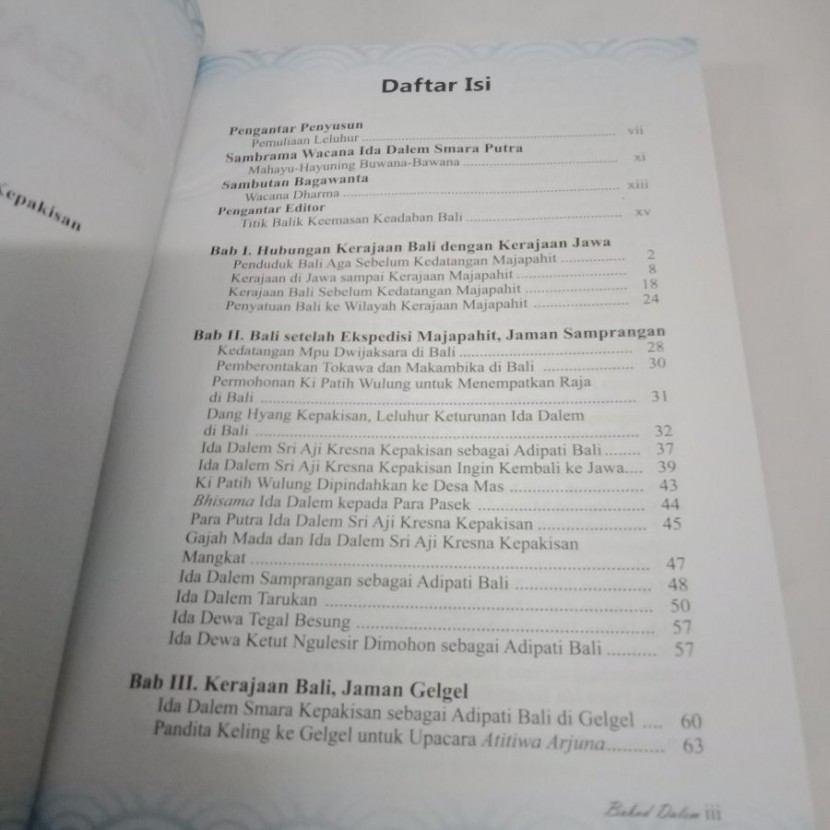 Kepakisan
Daftar Isi
Pengantar Penyusun
Pemuliaan Leluhur ........ vii
Sambrama Wacana Ida Dalem Smara Putra
Mahayu-Hayuning Buwana-Bawana ........ xi
Sambutan Bagawanta
Wacana Dharma ........ xiii
Pengantar Editor
Titik Balik Keemasan Keadaban Bali ........ xv
Bab I. Hubungan Kerajaan Bali dengan Kerajaan Jawa
Penduduk Bali Aga Sebelum Kedatangan Majapahit ........ 2
Kerajaan di Jawa sampai Kerajaan Majapahit ........ 8
Kerajaan Bali Sebelum Kedatangan Majapahit ........ 18
Penyatuan Bali ke Wilayah Kerajaan Majapahit ........ 24
Bab II. Bali setelah Ekspedisi Majapahit, Jaman Samprangan
Kedatangan Mpu Dwijaksara di Bali ........ 28
Pemberontakan Tokawa dan Makambika di Bali ........ 30
Permohonan Ki Patih Wulung untuk Menempatkan Raja
di Bali ........ 31
Dang Hyang Kepakisan, Leluhur Keturunan Ida Dalem
di Bali ........ 32
Ida Dalem Sri Aji Kresna Kepakisan sebagai Adipati Bali ........ 37
Ida Dalem Sri Aji Kresna Kepakisan Ingin Kembali ke Jawa.... 39
Ki Patih Wulung Dipindahkan ke Desa Mas ........ 43
Bhisama Ida Dalem kepada Para Pasek ........ 44
Para Putra Ida Dalem Sri Aji Kresna Kepakisan ........ 45
Gajah Mada dan Ida Dalem Sri Aji Kresna Kepakisan
Mangkat ........ 47
Ida Dalem Samprangan sebagai Adipati Bali ........ 48
Ida Dalem Tarukan ........ 50
Ida Dewa Tegal Besung ........ 57
Ida Dewa Ketut Ngulesir Dimohon sebagai Adipati Bali ........ 57
Bab III. Kerajaan Bali, Jaman Gelgel
Ida Dalem Smara Kepakisan sebagai Adipati Bali di Gelgel .... 60
Pandita Keling ke Gelgel untuk Upacara Atitiwa Arjuna ........ 63
Babad Dalem iii